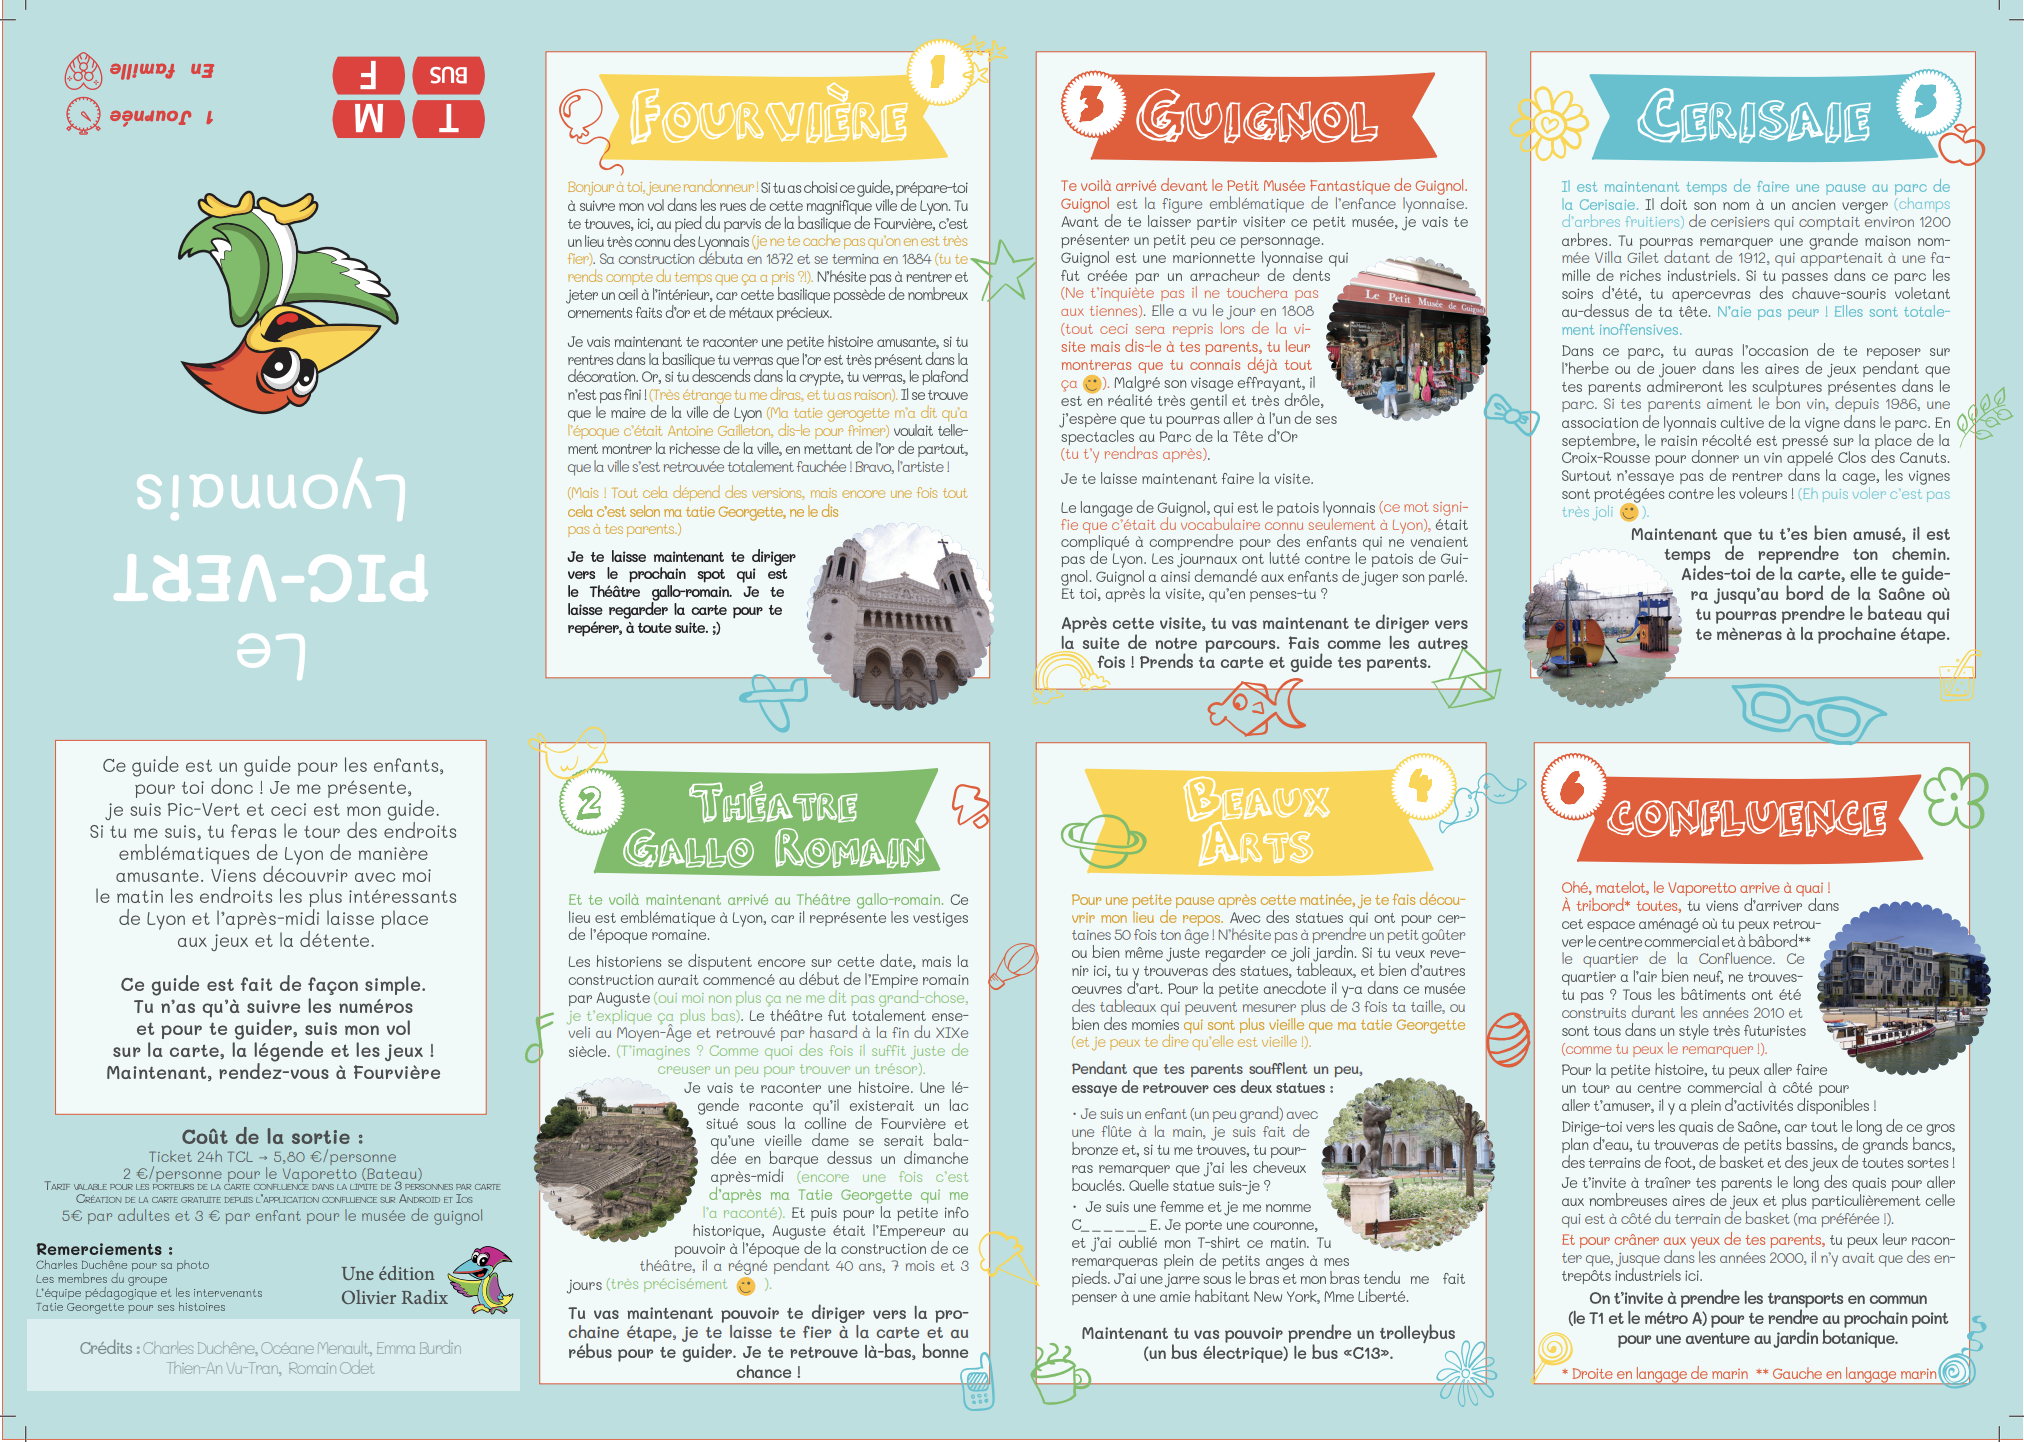 Le
PIC-VERT
Lyonnais
T
M
BUS
F
1 Journée
En famille
Ce guide est un guide pour les enfants,
pour toi donc ! Je me présente,
je suis Pic-Vert et ceci est mon guide.
Si tu me suis, tu feras le tour des endroits
emblématiques de Lyon de manière
amusante. Viens découvrir avec moi
le matin les endroits les plus intéressants
de Lyon et l'après-midi laisse place
aux jeux et la détente.
Ce guide est fait de façon simple.
Tu n'as qu'à suivre les numéros
et pour te guider, suis mon vol
sur la carte, la légende et les jeux !
Maintenant, rendez-vous à Fourvière
Coût de la sortie :
Ticket 24h TCL → 5,80 €/personne
2 €/personne pour le Vaporetto (Bateau)
Tarif valable pour les porteurs de la carte confluence dans la limite de 3 personnes par carte
Création de la carte gratuite depuis l'application confluence sur Android et Ios
5€ par adultes et 3 € par enfant pour le musée de guignol
Remerciements :
Charles Duchêne pour sa photo
Les membres du groupe
L'équipe pédagogique et les intervenants
Tatie Georgette pour ses histoires
Une édition
Olivier Radix
Crédits : Charles Duchêne, Océane Menault, Emma Burdin
Thien-An Vu-Tran, Romain Odet
1
Fourvière
Bonjour à toi, jeune randonneur ! Si tu as choisi ce guide, prépare-toi
à suivre mon vol dans les rues de cette magnifique ville de Lyon. Tu
te trouves, ici, au pied du parvis de la basilique de Fourvière, c'est
un lieu très connu des Lyonnais (je ne te cache pas qu'on en est très
fier). Sa construction débuta en 1872 et se termina en 1884 (tu te
rends compte du temps que ça a pris ?!). N'hésite pas à rentrer et
jeter un œil à l'intérieur, car cette basilique possède de nombreux
ornements faits d'or et de métaux précieux.
Je vais maintenant te raconter une petite histoire amusante, si tu
rentres dans la basilique tu verras que l'or est très présent dans la
décoration. Or, si tu descends dans la crypte, tu verras, le plafond
n'est pas fini ! (Très étrange tu me diras, et tu as raison). Il se trouve
que le maire de la ville de Lyon (Ma tatie gerogette m'a dit qu'a
l'époque c'était Antoine Gailleton, dis-le pour frimer) voulait telle-
ment montrer la richesse de la ville, en mettant de l'or de partout,
que la ville s'est retrouvée totalement fauchée ! Bravo, l'artiste !
(Mais ! Tout cela dépend des versions, mais encore une fois tout
cela c'est selon ma tatie Georgette, ne le dis
pas à tes parents.)
Je te laisse maintenant te diriger
vers le prochain spot qui est
le Théâtre gallo-romain. Je te
laisse regarder la carte pour te
repérer, à toute suite. ;)
2
Théatre
Gallo Romain
Et te voilà maintenant arrivé au Théâtre gallo-romain. Ce
lieu est emblématique à Lyon, car il représente les vestiges
de l'époque romaine.
Les historiens se disputent encore sur cette date, mais la
construction aurait commencé au début de l'Empire romain
par Auguste (oui moi non plus ça ne me dit pas grand-chose,
je t'explique ça plus bas). Le théâtre fut totalement ense-
veli au Moyen-Âge et retrouvé par hasard à la fin du XIXe
siècle. (T'imagines ? Comme quoi des fois il suffit juste de
creuser un peu pour trouver un trésor).
Je vais te raconter une histoire. Une lé-
gende raconte qu'il existerait un lac
situé sous la colline de Fourvière et
qu'une vieille dame se serait bala-
dée en barque dessus un dimanche
après-midi (encore une fois c'est
d'après ma Tatie Georgette qui me
l'a raconté). Et puis pour la petite info
historique, Auguste était l'Empereur au
pouvoir à l'époque de la construction de ce
théâtre, il a régné pendant 40 ans, 7 mois et 3
jours (très précisément 🙂 ).
Tu vas maintenant pouvoir te diriger vers la pro-
chaine étape, je te laisse te fier à la carte et au
rébus pour te guider. Je te retrouve là-bas, bonne
chance !
3
Guignol
Te voilà arrivé devant le Petit Musée Fantastique de Guignol.
Guignol est la figure emblématique de l'enfance lyonnaise.
Avant de te laisser partir visiter ce petit musée, je vais te
présenter un petit peu ce personnage.
Guignol est une marionnette lyonnaise qui
fut créée par un arracheur de dents
(Ne t'inquiète pas il ne touchera pas
aux tiennes). Elle a vu le jour en 1808
(tout ceci sera repris lors de la vi-
site mais dis-le à tes parents, tu leur
montreras que tu connais déjà tout
ça 🙂). Malgré son visage effrayant, il
est en réalité très gentil et très drôle,
j'espère que tu pourras aller à l'un de ses
spectacles au Parc de la Tête d'Or
(tu t'y rendras après).
Je te laisse maintenant faire la visite.
Le langage de Guignol, qui est le patois lyonnais (ce mot signi-
fie que c'était du vocabulaire connu seulement à Lyon), était
compliqué à comprendre pour des enfants qui ne venaient
pas de Lyon. Les journaux ont lutté contre le patois de Gui-
gnol. Guignol a ainsi demandé aux enfants de juger son parlé.
Et toi, après la visite, qu'en penses-tu ?
Après cette visite, tu vas maintenant te diriger vers
la suite de notre parcours. Fais comme les autres
fois ! Prends ta carte et guide tes parents.
Le Petit Musée de Guignol
4
Beaux
Arts
Pour une petite pause après cette matinée, je te fais décou-
vrir mon lieu de repos. Avec des statues qui ont pour cer-
taines 50 fois ton âge ! N'hésite pas à prendre un petit goûter
ou bien même juste regarder ce joli jardin. Si tu veux reve-
nir ici, tu y trouveras des statues, tableaux, et bien d'autres
œuvres d'art. Pour la petite anecdote il y-a dans ce musée
des tableaux qui peuvent mesurer plus de 3 fois ta taille, ou
bien des momies qui sont plus vieille que ma tatie Georgette
(et je peux te dire qu'elle est vieille !).
Pendant que tes parents soufflent un peu,
essaye de retrouver ces deux statues :
• Je suis un enfant (un peu grand) avec
une flûte à la main, je suis fait de
bronze et, si tu me trouves, tu pour-
ras remarquer que j'ai les cheveux
bouclés. Quelle statue suis-je ?
• Je suis une femme et je me nomme
C_ _ _ _ _ _ E. Je porte une couronne,
et j'ai oublié mon T-shirt ce matin. Tu
remarqueras plein de petits anges à mes
pieds. J'ai une jarre sous le bras et mon bras tendu me fait
penser à une amie habitant New York, Mme Liberté.
Maintenant tu vas pouvoir prendre un trolleybus
(un bus électrique) le bus «C13».
5
Cerisaie
Il est maintenant temps de faire une pause au parc de
la Cerisaie. Il doit son nom à un ancien verger (champs
d'arbres fruitiers) de cerisiers qui comptait environ 1200
arbres. Tu pourras remarquer une grande maison nom-
mée Villa Gilet datant de 1912, qui appartenait à une fa-
mille de riches industriels. Si tu passes dans ce parc les
soirs d'été, tu apercevras des chauve-souris voletant
au-dessus de ta tête. N'aie pas peur ! Elles sont totale-
ment inoffensives.
Dans ce parc, tu auras l'occasion de te reposer sur
l'herbe ou de jouer dans les aires de jeux pendant que
tes parents admireront les sculptures présentes dans le
parc. Si tes parents aiment le bon vin, depuis 1986, une
association de lyonnais cultive de la vigne dans le parc. En
septembre, le raisin récolté est pressé sur la place de la
Croix-Rousse pour donner un vin appelé Clos des Canuts.
Surtout n'essaye pas de rentrer dans la cage, les vignes
sont protégées contre les voleurs ! (Eh puis voler c'est pas
très joli 🙂 ).
Maintenant que tu t'es bien amusé, il est
temps de reprendre ton chemin.
Aides-toi de la carte, elle te guide-
ra jusqu'au bord de la Saône où
tu pourras prendre le bateau qui
te mèneras à la prochaine étape.
6
Confluence
Ohé, matelot, le Vaporetto arrive à quai !
À tribord* toutes, tu viens d'arriver dans
cet espace aménagé où tu peux retrou-
ver le centre commercial et à bâbord**
le quartier de la Confluence. Ce
quartier a l'air bien neuf, ne trouves-
tu pas ? Tous les bâtiments ont été
construits durant les années 2010 et
sont tous dans un style très futuristes
(comme tu peux le remarquer !).
Pour la petite histoire, tu peux aller faire
un tour au centre commercial à côté pour
aller t'amuser, il y a plein d'activités disponibles !
Dirige-toi vers les quais de Saône, car tout le long de ce gros
plan d'eau, tu trouveras de petits bassins, de grands bancs,
des terrains de foot, de basket et des jeux de toutes sortes !
Je t'invite à traîner tes parents le long des quais pour aller
aux nombreuses aires de jeux et plus particulièrement celle
qui est à côté du terrain de basket (ma préférée !).
Et pour crâner aux yeux de tes parents, tu peux leur racon-
ter que, jusque dans les années 2000, il n'y avait que des en-
trepôts industriels ici.
On t'invite à prendre les transports en commun
(le T1 et le métro A) pour te rendre au prochain point
pour une aventure au jardin botanique.
* Droite en langage de marin ** Gauche en langage marin